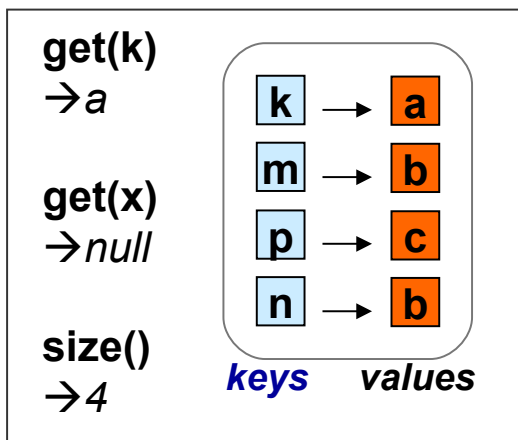 get(k)
→a
get(x)
→null
size()
→4
k → a
m → b
p → c
n → b
keys values